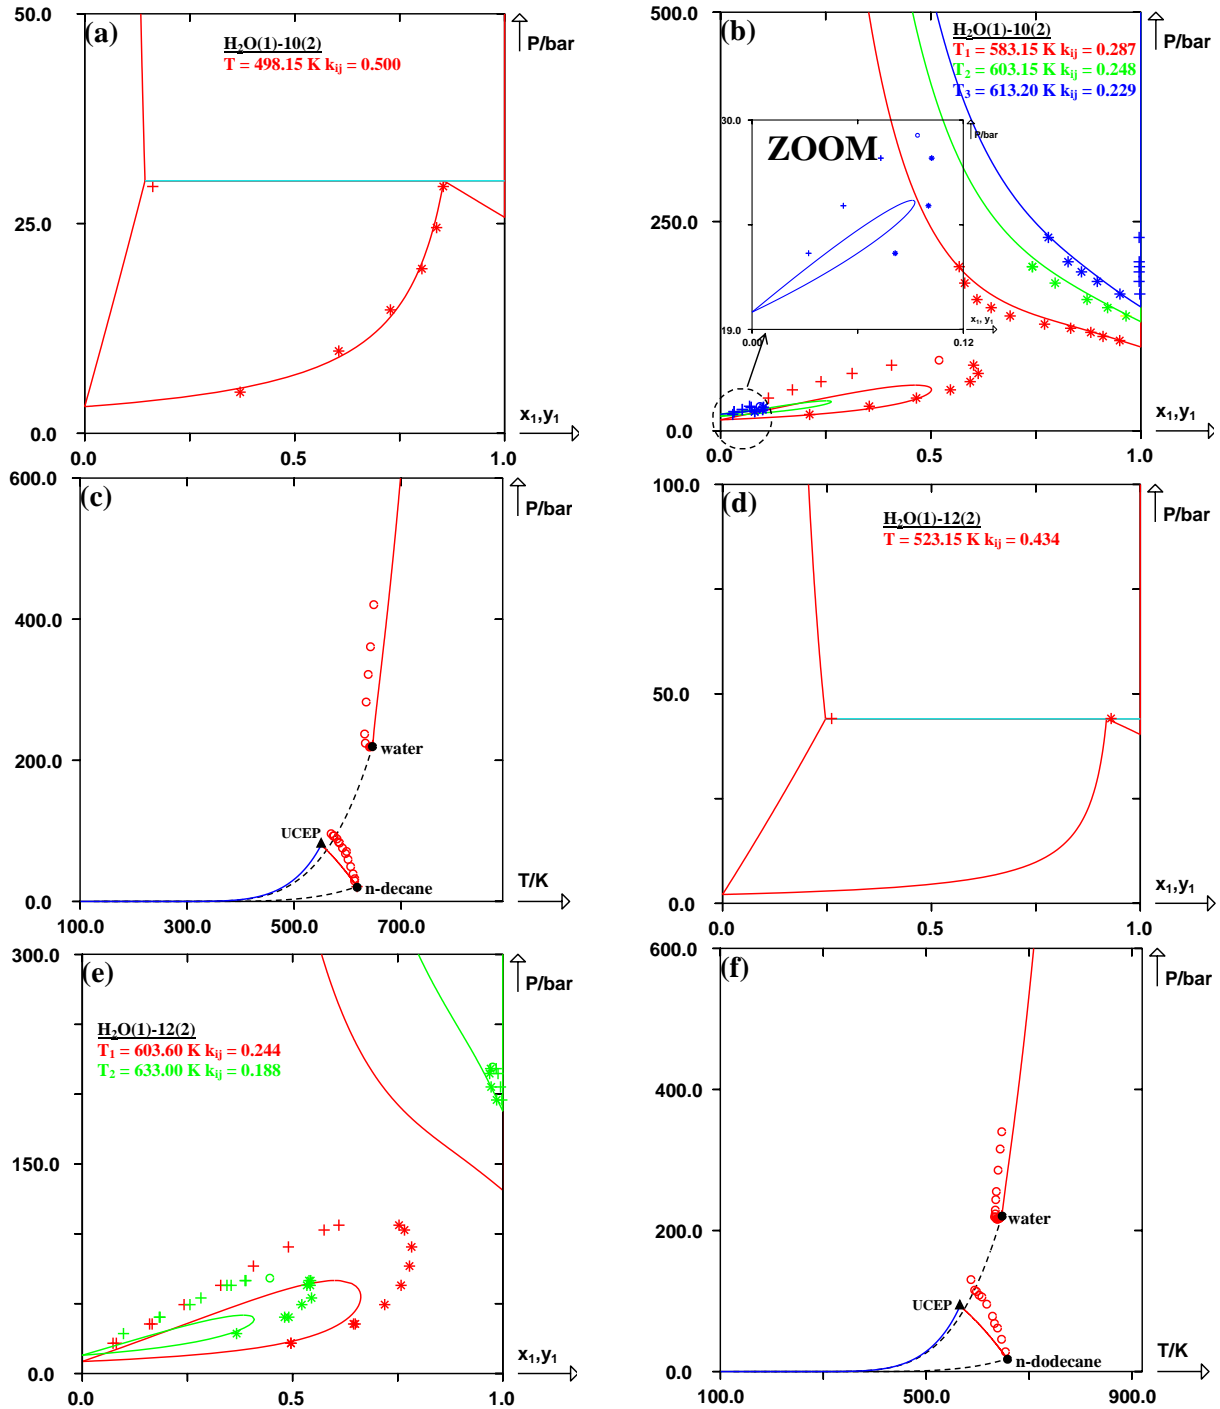 (a)
50.0
P/bar
H₂O(1)-10(2)
T = 498.15 K kᵢⱼ = 0.500
25.0
0.0
x₁,y₁
0.0
0.5
1.0
(b)
500.0
P/bar
H₂O(1)-10(2)
T₁ = 583.15 K kᵢⱼ = 0.287
T₂ = 603.15 K kᵢⱼ = 0.248
T₃ = 613.20 K kᵢⱼ = 0.229
30.0
P/bar
ZOOM
250.0
19.0
x₁, y₁
0.00
0.12
0.0
x₁,y₁
0.0
0.5
1.0
(c)
600.0
P/bar
400.0
200.0
water
UCEP
n-decane
T/K
0.0
100.0
300.0
500.0
700.0
(d)
100.0
P/bar
H₂O(1)-12(2)
T = 523.15 K kᵢⱼ = 0.434
50.0
0.0
x₁,y₁
0.0
0.5
1.0
(e)
300.0
P/bar
H₂O(1)-12(2)
T₁ = 603.60 K kᵢⱼ = 0.244
T₂ = 633.00 K kᵢⱼ = 0.188
150.0
0.0
x₁,y₁
0.0
0.5
1.0
(f)
600.0
P/bar
400.0
200.0
water
UCEP
n-dodecane
T/K
0.0
100.0
500.0
900.0